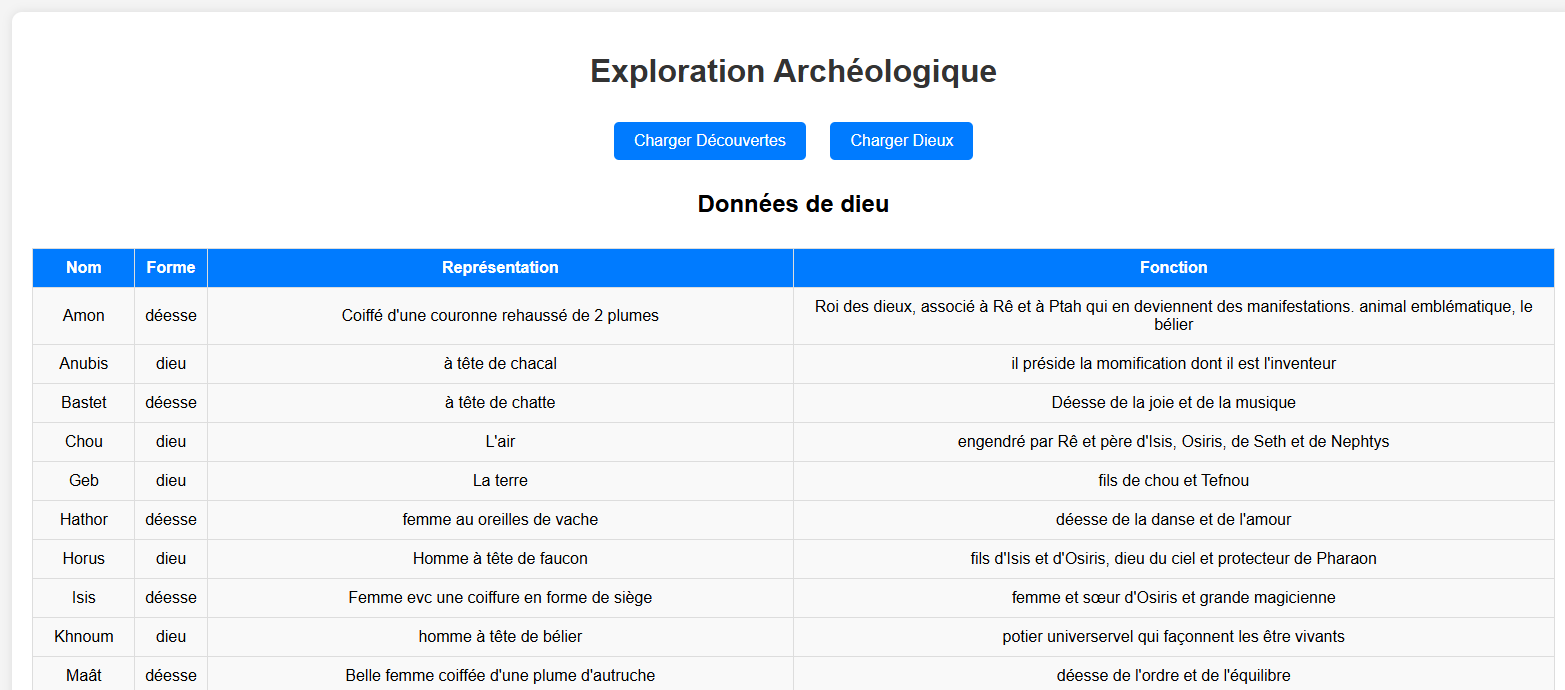 Exploration Archéologique
Charger Découvertes
Charger Dieux
Données de dieu
Nom Forme Représentation Fonction
Amon déesse Coiffé d'une couronne rehaussé de 2 plumes Roi des dieux, associé à Rê et à Ptah qui en deviennent des manifestations. animal emblématique, le
bélier
Anubis dieu à tête de chacal il préside la momification dont il est l'inventeur
Bastet déesse à tête de chatte Déesse de la joie et de la musique
Chou dieu L'air engendré par Rê et père d'Isis, Osiris, de Seth et de Nephtys
Geb dieu La terre fils de chou et Tefnou
Hathor déesse femme au oreilles de vache déesse de la danse et de l'amour
Horus dieu Homme à tête de faucon fils d'Isis et d'Osiris, dieu du ciel et protecteur de Pharaon
Isis déesse Femme evc une coiffure en forme de siège femme et sœur d'Osiris et grande magicienne
Khnoum dieu homme à tête de bélier potier universervel qui façonnent les être vivants
Maât déesse Belle femme coiffée d'une plume d'autruche déesse de l'ordre et de l'équilibre